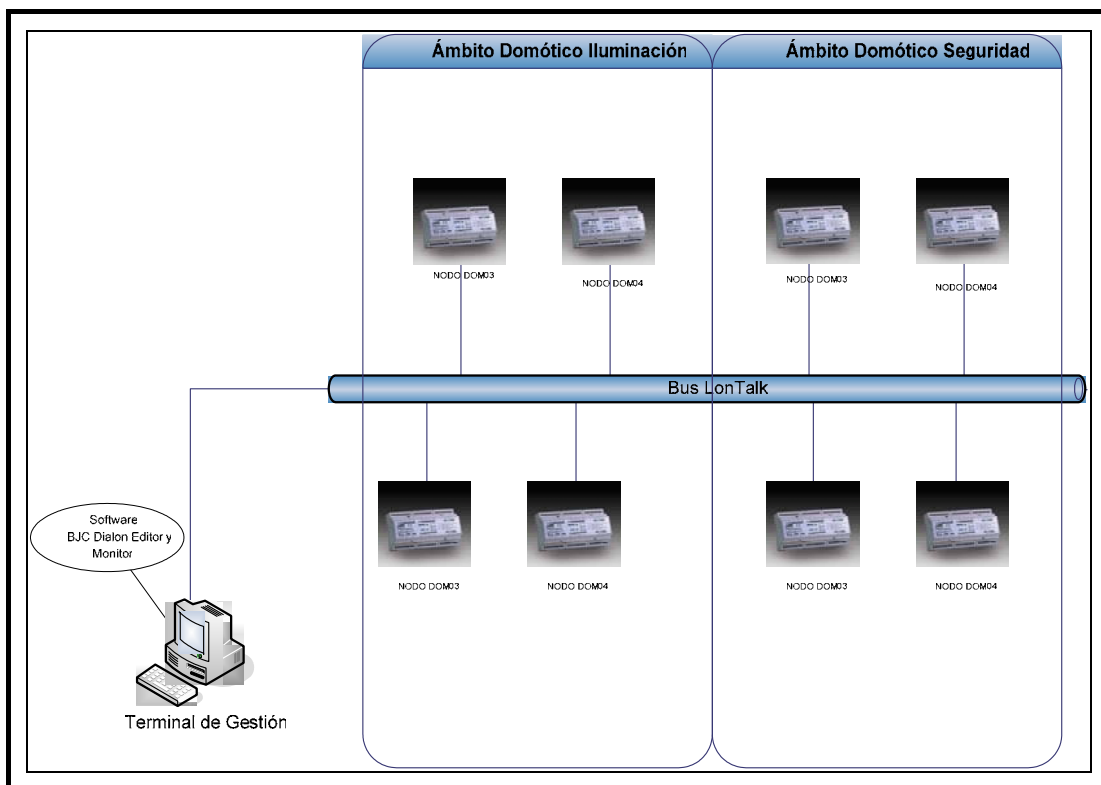 Ámbito Domótico Iluminación
Ámbito Domótico Seguridad
NODO DOM03
NODO DOM04
NODO DOM03
NODO DOM04
Bus LonTalk
NODO DOM03
NODO DOM04
NODO DOM03
NODO DOM04
Software
BJC Dialon Editor y
Monitor
Terminal de Gestión